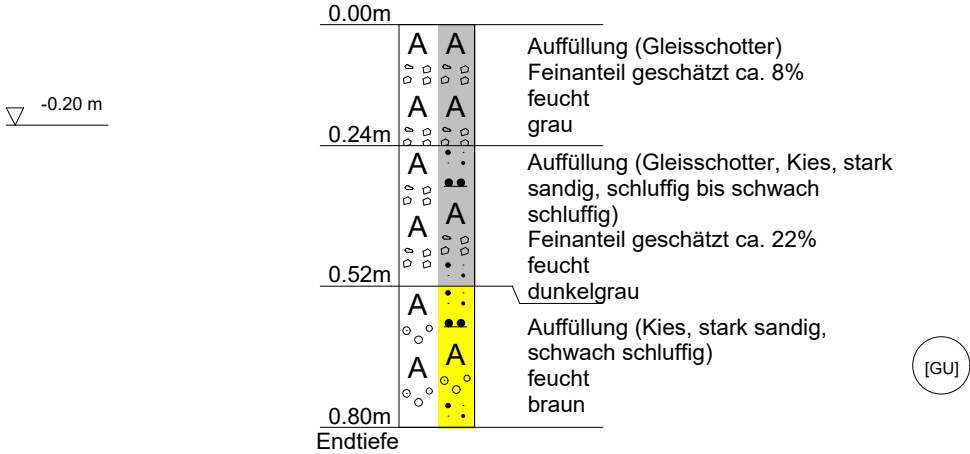 0.00m
A A
Auffüllung (Gleisschotter)
Feinanteil geschätzt ca. 8%
feucht
grau
-0.20 m
A A
0.24m
A
Auffüllung (Gleisschotter, Kies, stark
sandig, schluffig bis schwach
schluffig)
Feinanteil geschätzt ca. 22%
feucht
dunkelgrau
A
A
0.52m
A
Auffüllung (Kies, stark sandig,
schwach schluffig)
feucht
braun
A
A
[GU]
0.80m
Endtiefe